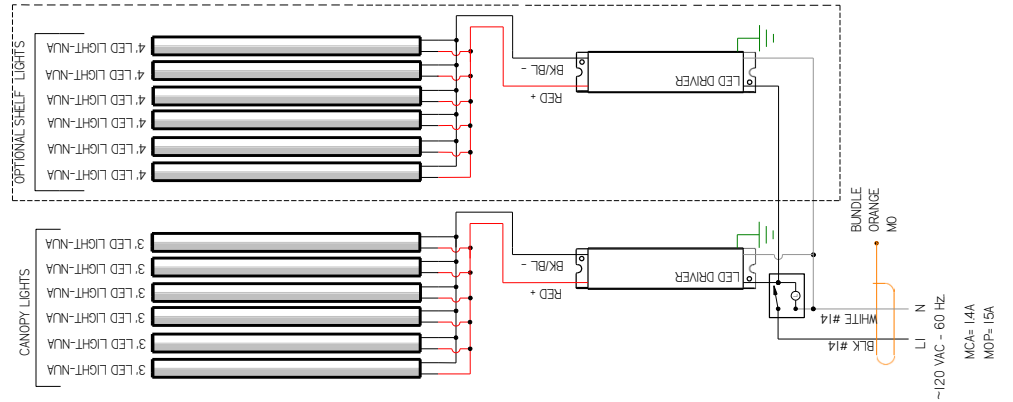 OPTIONAL SHELF LIGHTS
4' LED LIGHT-NUA
4' LED LIGHT-NUA
4' LED LIGHT-NUA
4' LED LIGHT-NUA
4' LED LIGHT-NUA
4' LED LIGHT-NUA
BK/BL -
RED +
LED DRIVER
CANOPY LIGHTS
3' LED LIGHT-NUA
3' LED LIGHT-NUA
3' LED LIGHT-NUA
3' LED LIGHT-NUA
3' LED LIGHT-NUA
3' LED LIGHT-NUA
BK/BL -
RED +
LED DRIVER
BUNDLE
ORANGE
MO
WHITE #14
BLK #14
N
L1
~120 VAC - 60 Hz.
MCA= 1.4A
MOP= 15A